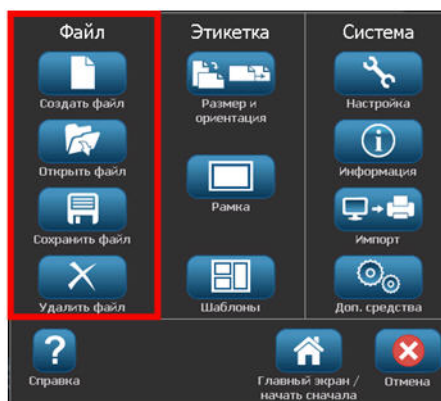 Файл
Создать файл
Открыть файл
Сохранить файл
Удалить файл
Этикетка
Размер и
ориентация
Рамка
Шаблоны
Система
Настройка
Информация
Импорт
Доп. средства
?
Справка
Главный экран /
начать сначала
Отмена